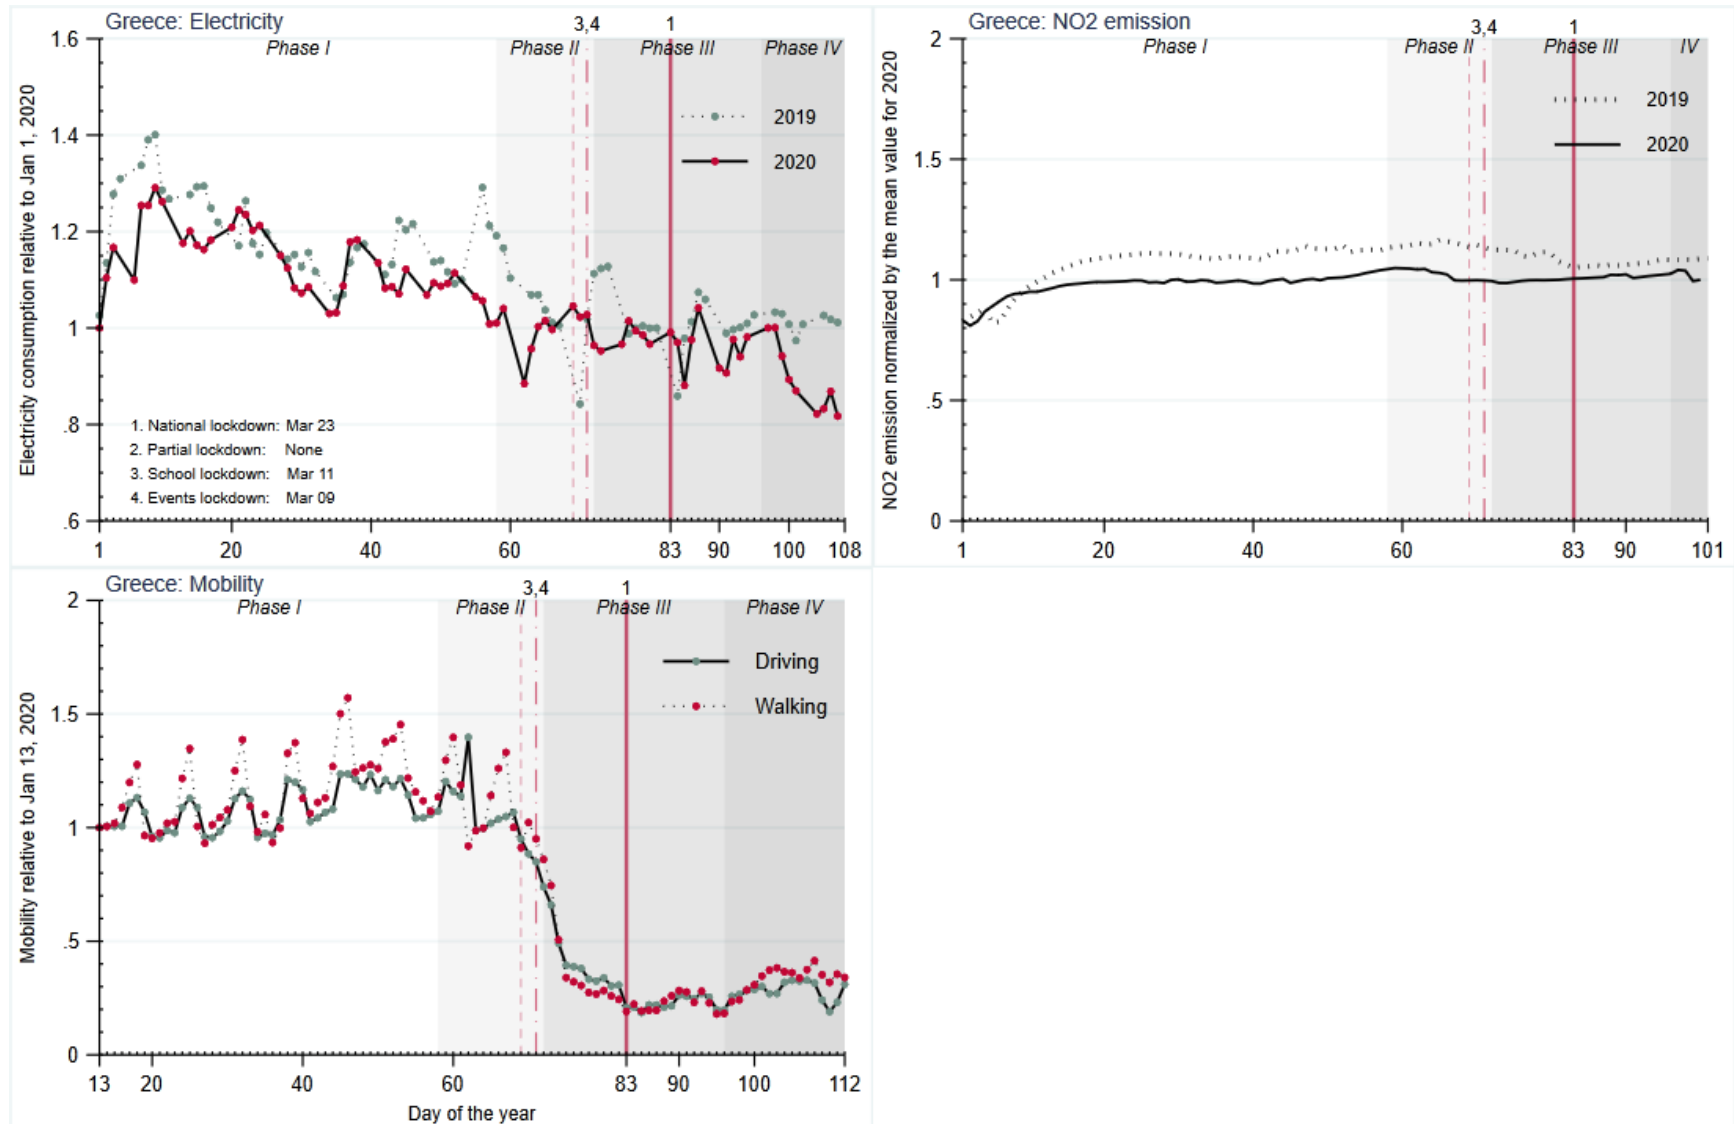 Greece: Electricity
3,4
1
Phase I
Phase II
Phase III
Phase IV
Electricity consumption relative to Jan 1, 2020
1.6
1.4
1.2
1
.8
.6
2019
2020
1. National lockdown: Mar 23
2. Partial lockdown: None
3. School lockdown: Mar 11
4. Events lockdown: Mar 09
1 20 40 60 83 90 100 108
Greece: NO2 emission
3,4
1
Phase I
Phase II
Phase III
IV
NO2 emission normalized by the mean value for 2020
2
1.5
1
.5
0
2019
2020
1 20 40 60 83 90 101
Greece: Mobility
3,4
1
Phase I
Phase II
Phase III
Phase IV
Mobility relative to Jan 13, 2020
2
1.5
1
.5
0
Driving
Walking
13 20 40 60 83 90 100 112
Day of the year